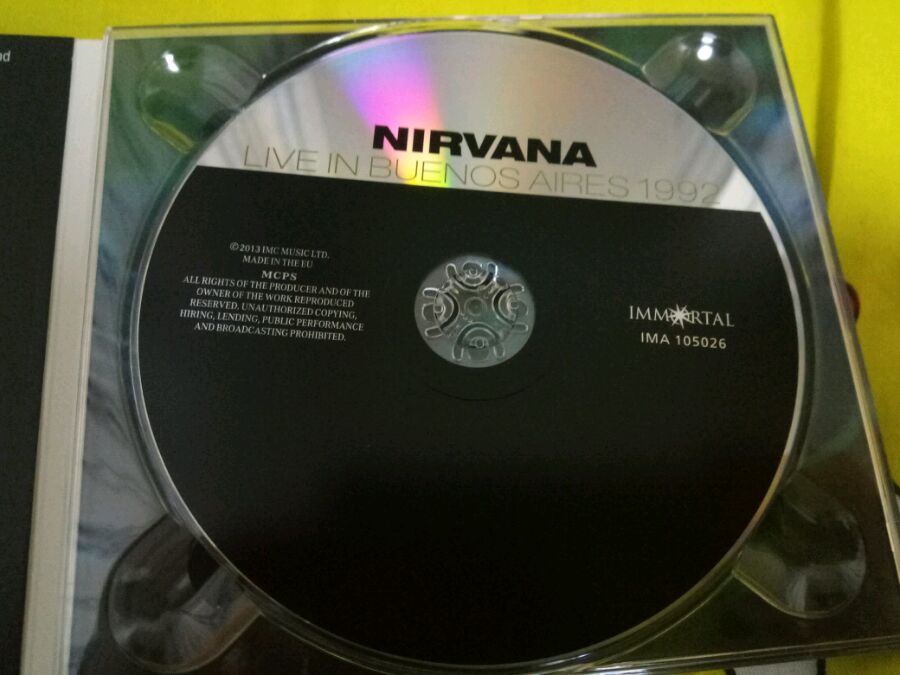 NIRVANA
LIVE IN BUENOS AIRES 1992
©2013 IMC MUSIC LTD.
MADE IN THE EU
MCPS
ALL RIGHTS OF THE PRODUCER AND OF THE
OWNER OF THE WORK REPRODUCED
RESERVED. UNAUTHORIZED COPYING,
HIRING, LENDING, PUBLIC PERFORMANCE
AND BROADCASTING PROHIBITED.
IMMORTAL
IMA 105026